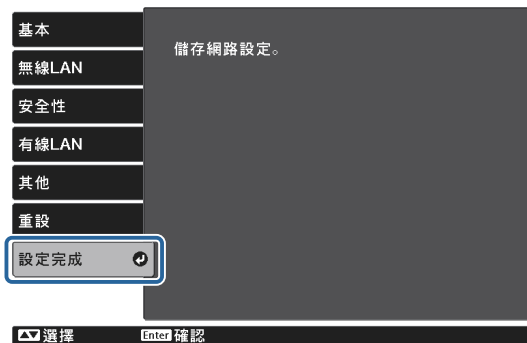 基本
無線LAN
安全性
有線LAN
其他
重設
設定完成
儲存網路設定。
選擇 Enter 確認